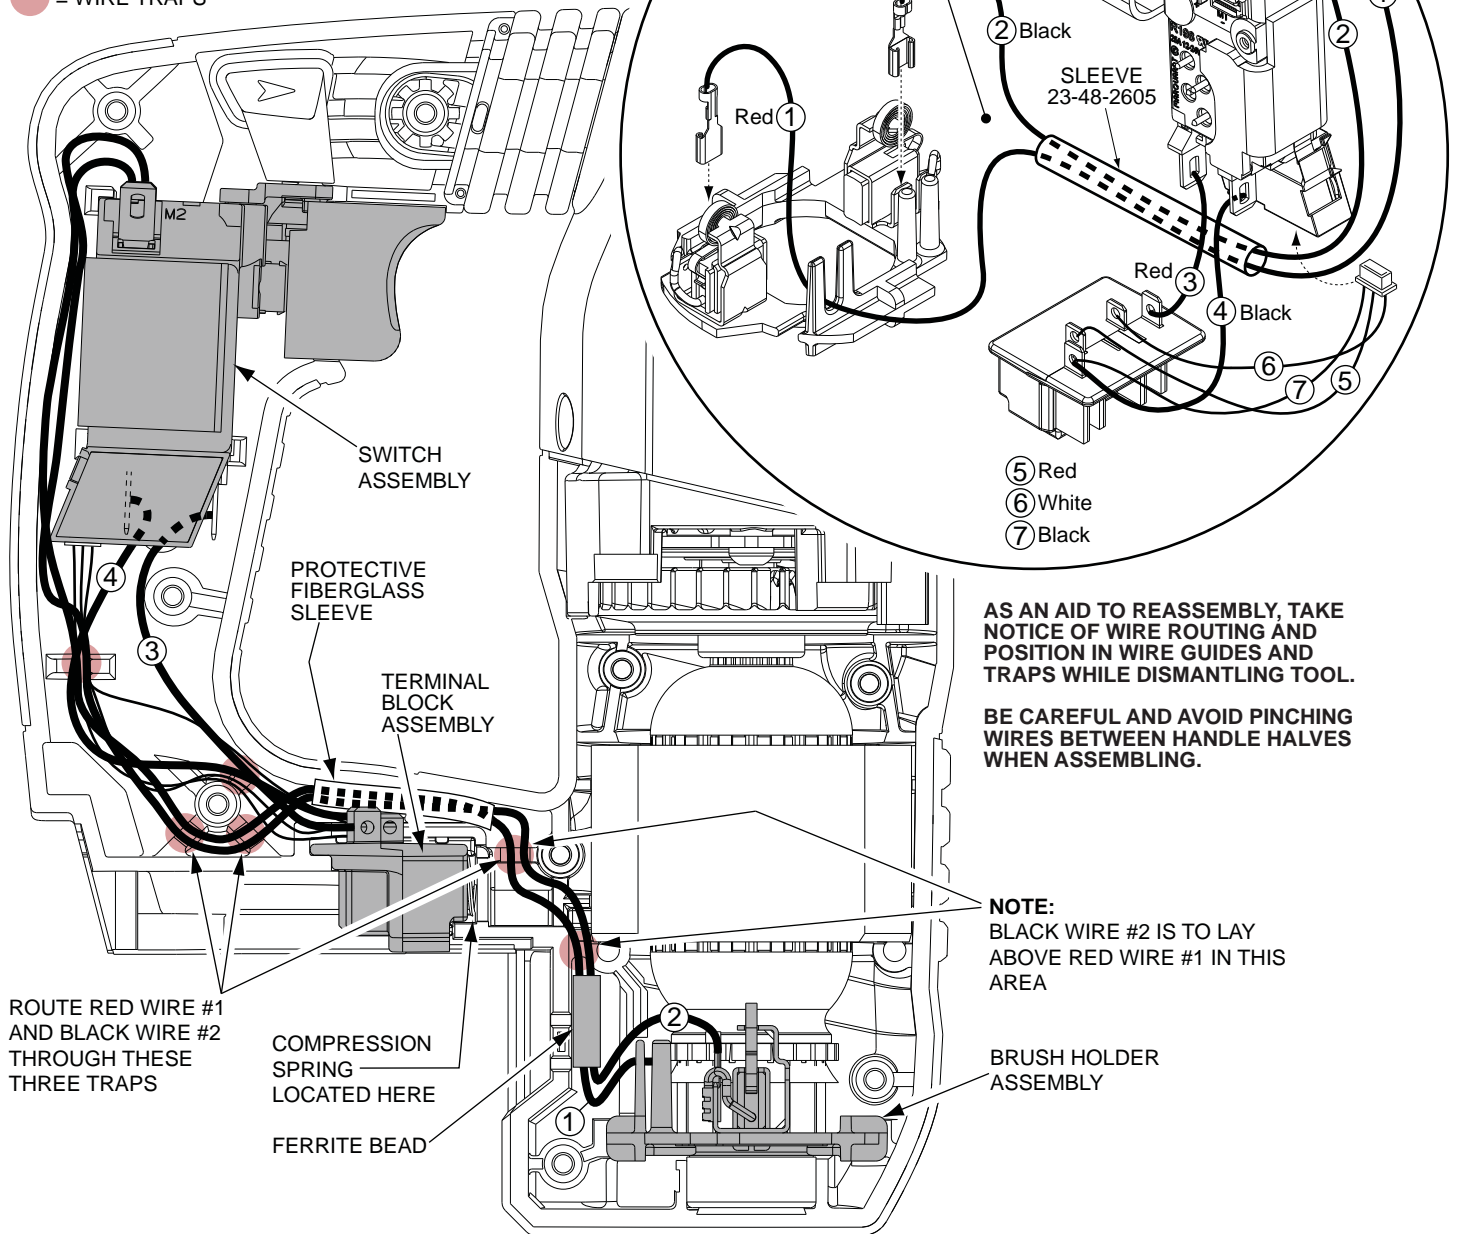 = WIRE TRAPS
2 Black
2
SLEEVE
23-48-2605
Red 1
Red 3
4 Black
6
7
5
5 Red
6 White
7 Black
M2
SWITCH
ASSEMBLY
4
3
PROTECTIVE
FIBERGLASS
SLEEVE
TERMINAL
BLOCK
ASSEMBLY
AS AN AID TO REASSEMBLY, TAKE
NOTICE OF WIRE ROUTING AND
POSITION IN WIRE GUIDES AND
TRAPS WHILE DISMANTLING TOOL.
BE CAREFUL AND AVOID PINCHING
WIRES BETWEEN HANDLE HALVES
WHEN ASSEMBLING.
NOTE:
BLACK WIRE #2 IS TO LAY
ABOVE RED WIRE #1 IN THIS
AREA
ROUTE RED WIRE #1
AND BLACK WIRE #2
THROUGH THESE
THREE TRAPS
COMPRESSION
SPRING
LOCATED HERE
FERRITE BEAD
2
1
BRUSH HOLDER
ASSEMBLY